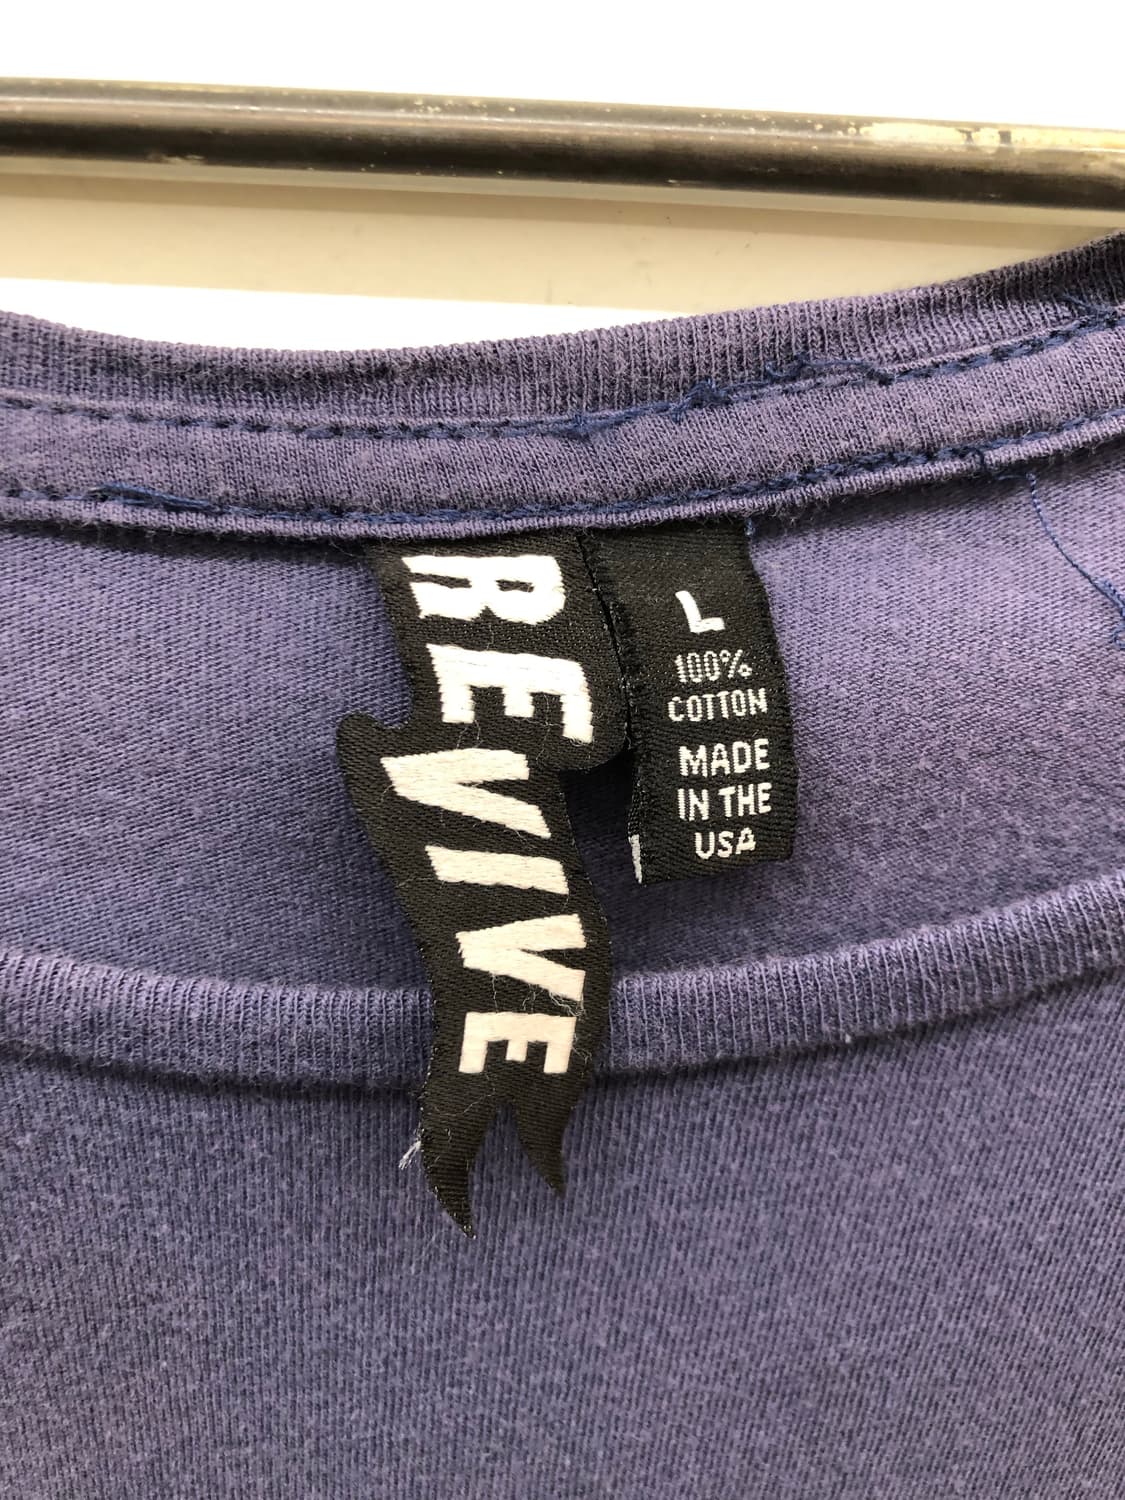 REVIVE
L
100%
COTTON
MADE
IN THE
USA